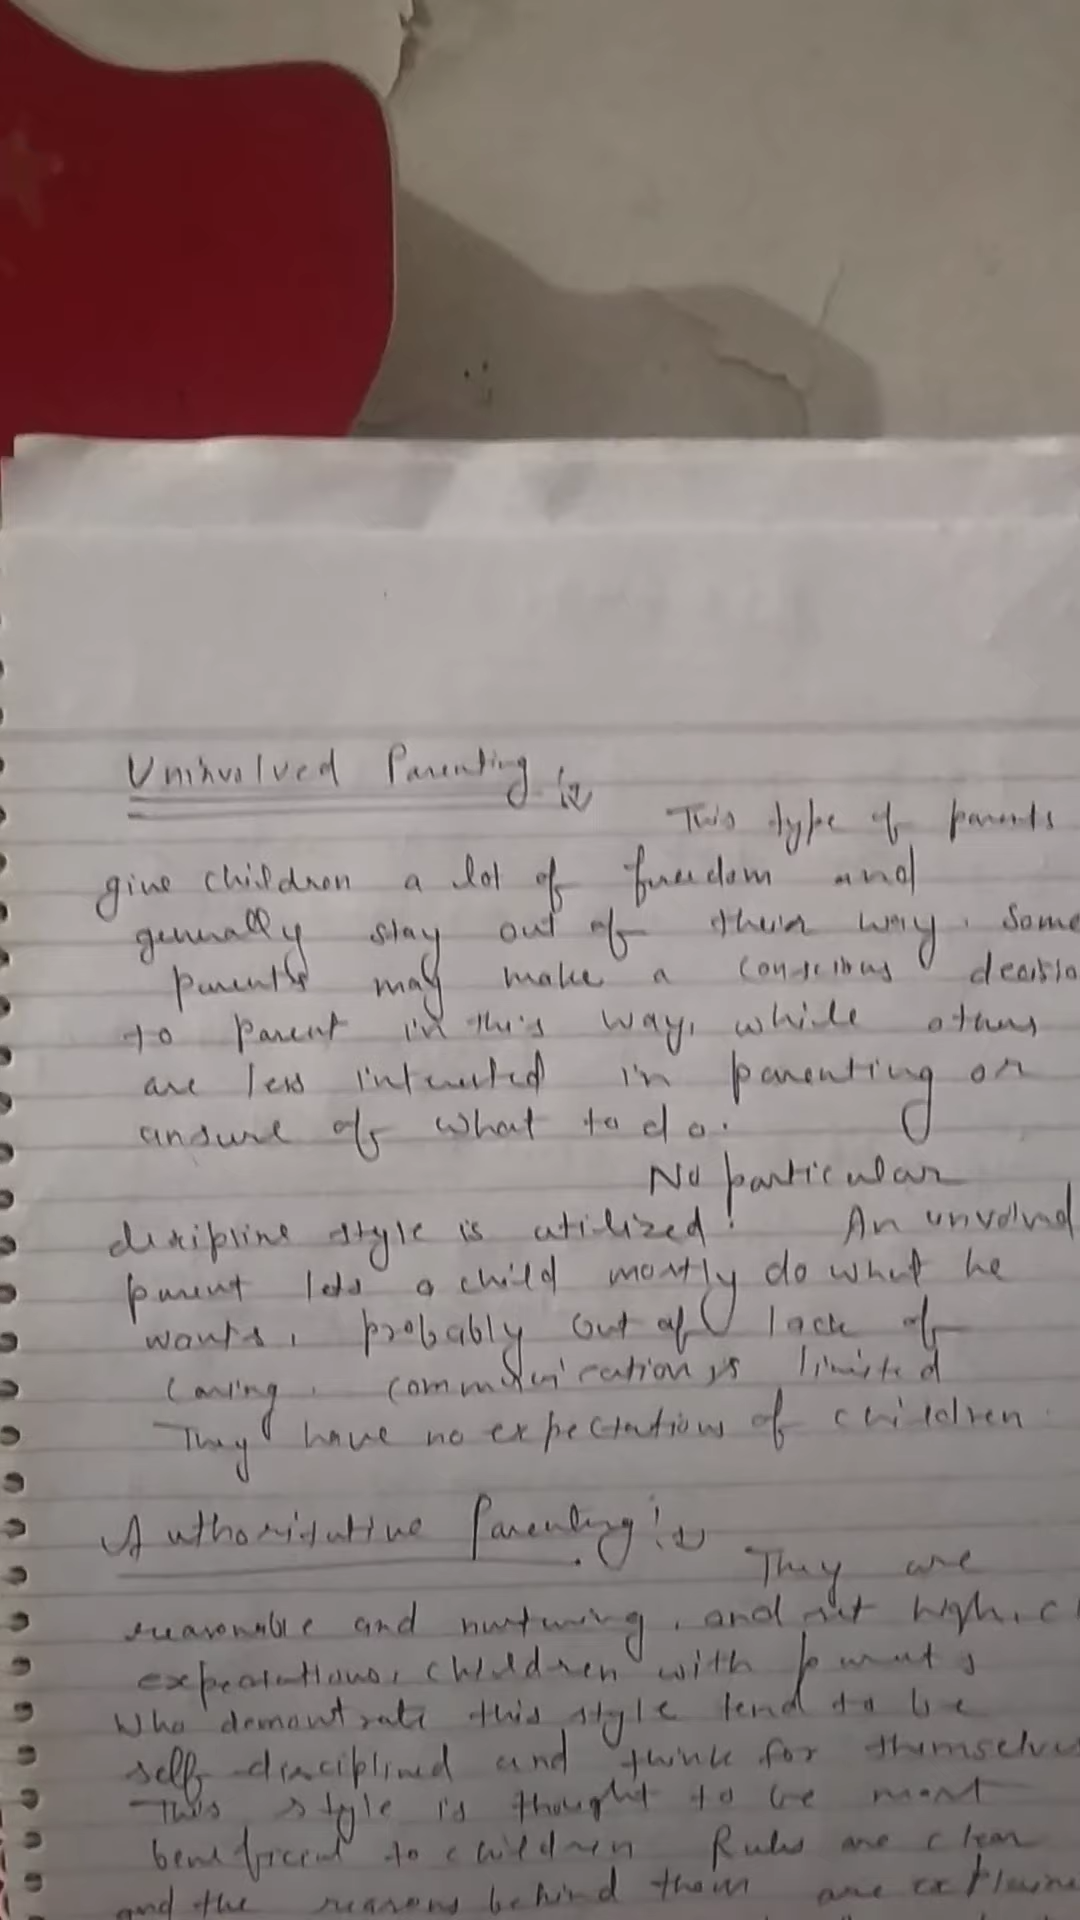 Uninvolved Parenting :-
This type of parents
give children a lot of freedom and
generally stay out of their way. Some
parents may make a conscious decisio
to parent in this way, while others
are less interested in parenting or
ansure of what to do.
No particular
discipline style is utilized! An unvolved
parent lets a child mostly do what he
wants, probably out of lack of
caring. communication is limited
They have no expectations of children.
Authoritative Parenting :-
They are
reasonable and nurturing, and set high, cl
expectations, children with parents
who demonstrate this style tend to be
self disciplined and think for themselves
This style is thought to be most
beneficial to children Rules are clear
and the reasons behind them are explaine